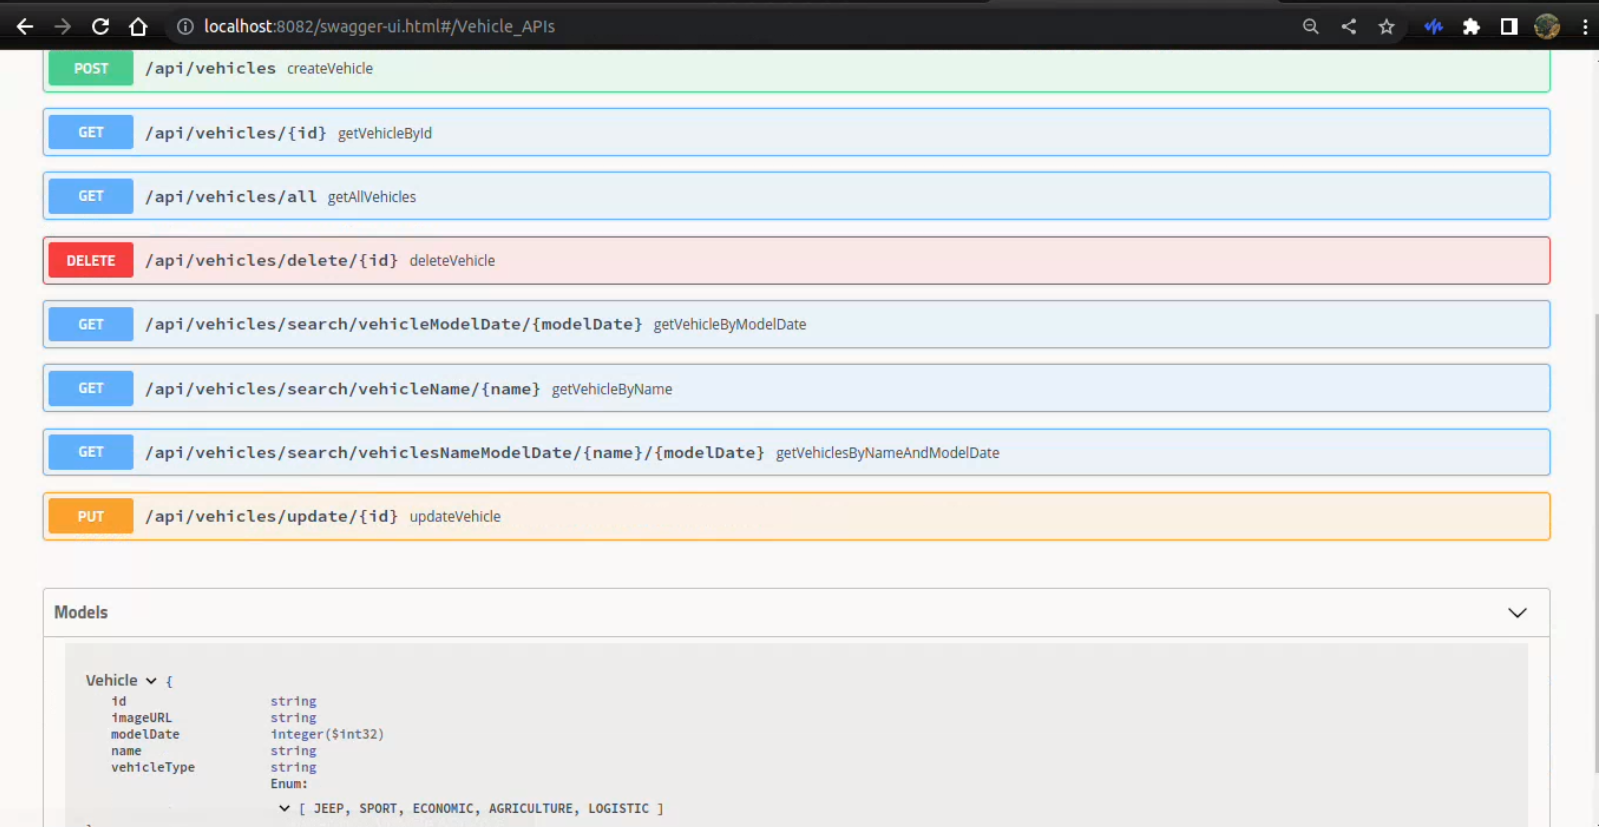 localhost:8082/swagger-ui.html#/Vehicle_APIs
POST /api/vehicles createVehicle
GET /api/vehicles/{id} getVehicleById
GET /api/vehicles/all getAllVehicles
DELETE /api/vehicles/delete/{id} deleteVehicle
GET /api/vehicles/search/vehicleModelDate/{modelDate} getVehicleByModelDate
GET /api/vehicles/search/vehicleName/{name} getVehicleByName
GET /api/vehicles/search/vehiclesNameModelDate/{name}/{modelDate} getVehiclesByNameAndModelDate
PUT /api/vehicles/update/{id} updateVehicle
Models
Vehicle {
id string
imageURL string
modelDate integer($int32)
name string
vehicleType string
Enum:
[ JEEP, SPORT, ECONOMIC, AGRICULTURE, LOGISTIC ]